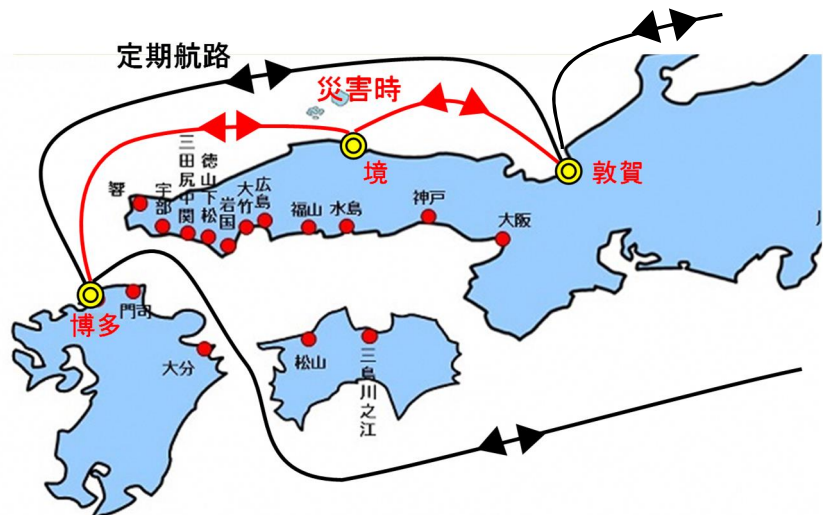 定期航路
災害時
境
敦賀
響
宇部
三田尻中関
徳山下松
岩国
大竹
広島
福山
水島
神戸
大阪
博多
門司
大分
松山
三島川之江